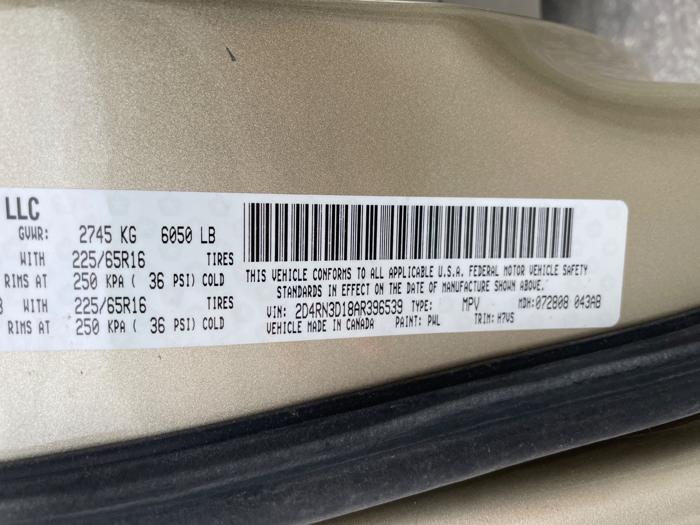 LLC
GVWR: 2745 KG 6050 LB
WITH 225/65R16 TIRES
RIMS AT 250 KPA ( 36 PSI) COLD
WITH 225/65R16 TIRES
RIMS AT 250 KPA ( 36 PSI) COLD
THIS VEHICLE CONFORMS TO ALL APPLICABLE U.S.A. FEDERAL MOTOR VEHICLE SAFETY
STANDARDS IN EFFECT ON THE DATE OF MANUFACTURE SHOWN ABOVE.
VIN: 2D4RN3D18AR396539 TYPE: MPV MDH:072808 043AB
VEHICLE MADE IN CANADA PAINT: PWL TRIM: H7VS